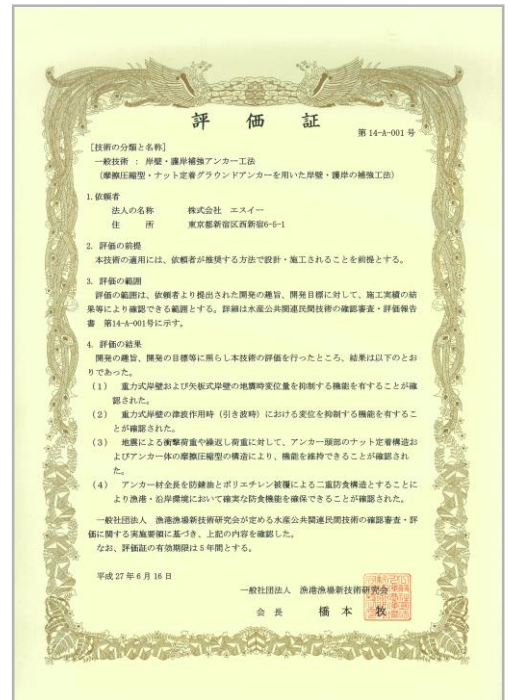 評価証
第 14-A-001 号
[技術の分類と名称]
一般技術 : 岸壁・護岸補強アンカー工法
(摩擦圧縮型・ナット定着グラウンドアンカーを用いた岸壁・護岸の補強工法)
1.依頼者
法人の名称 株式会社 エスイー
住 所 東京都新宿区西新宿6-5-1
2. 評価の前提
本技術の適用には、依頼者が推奨する方法で設計・施工されることを前提とする。
3. 評価の範囲
評価の範囲は、依頼者より提出された開発の趣旨、開発目標に対して、施工実績の結
果等により確認できる範囲とする。詳細は水産公共関連民間技術の確認審査・評価報告
書 第14-A-001号に示す。
4. 評価の結果
開発の趣旨、開発の目標等に照らし本技術の評価を行ったところ、結果は以下のとお
りであった。
(1) 重力式岸壁および矢板式岸壁の地震時変位量を抑制する機能を有することが確
認された。
(2) 重力式岸壁の津波作用時(引き波時)における変位を抑制する機能を有するこ
とが確認された。
(3) 地震による衝撃荷重や繰返し荷重に対して、アンカー頭部のナット定着構造お
よびアンカー体の摩擦圧縮型の構造により、機能を維持できることが確認され
た。
(4) アンカー材全長を防錆油とポリエチレン被覆による二重防食構造とすることに
より漁港・沿岸環境において確実な防食機能を確保できることが確認された。
一般社団法人 漁港漁場新技術研究会が定める水産公共関連民間技術の確認審査・評
価に関する実施要領に基づき、上記の内容を確認した。
なお、評価証の有効期限は5年間とする。
平成 27 年 6 月 16 日
一般社団法人 漁港漁場新技術研究会
会 長 橋 本 牧